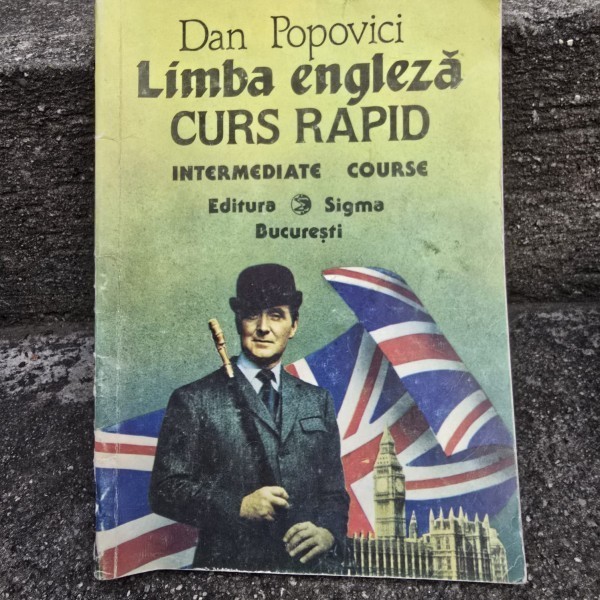 Dan Popovici
Limba engleză
CURS RAPID
INTERMEDIATE COURSE
Editura Sigma
București